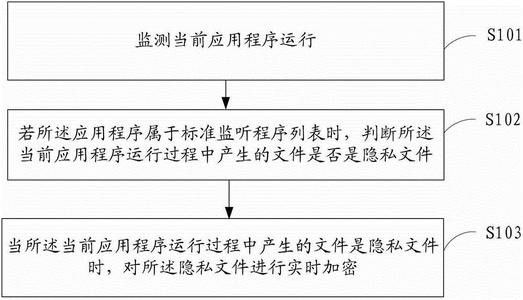 监测当前应用程序运行
S101
若所述应用程序属于标准监听程序列表时，判断所述
当前应用程序运行过程中产生的文件是否是隐私文件
S102
当所述当前应用程序运行过程中产生的文件是隐私文件
时，对所述隐私文件进行实时加密
S103